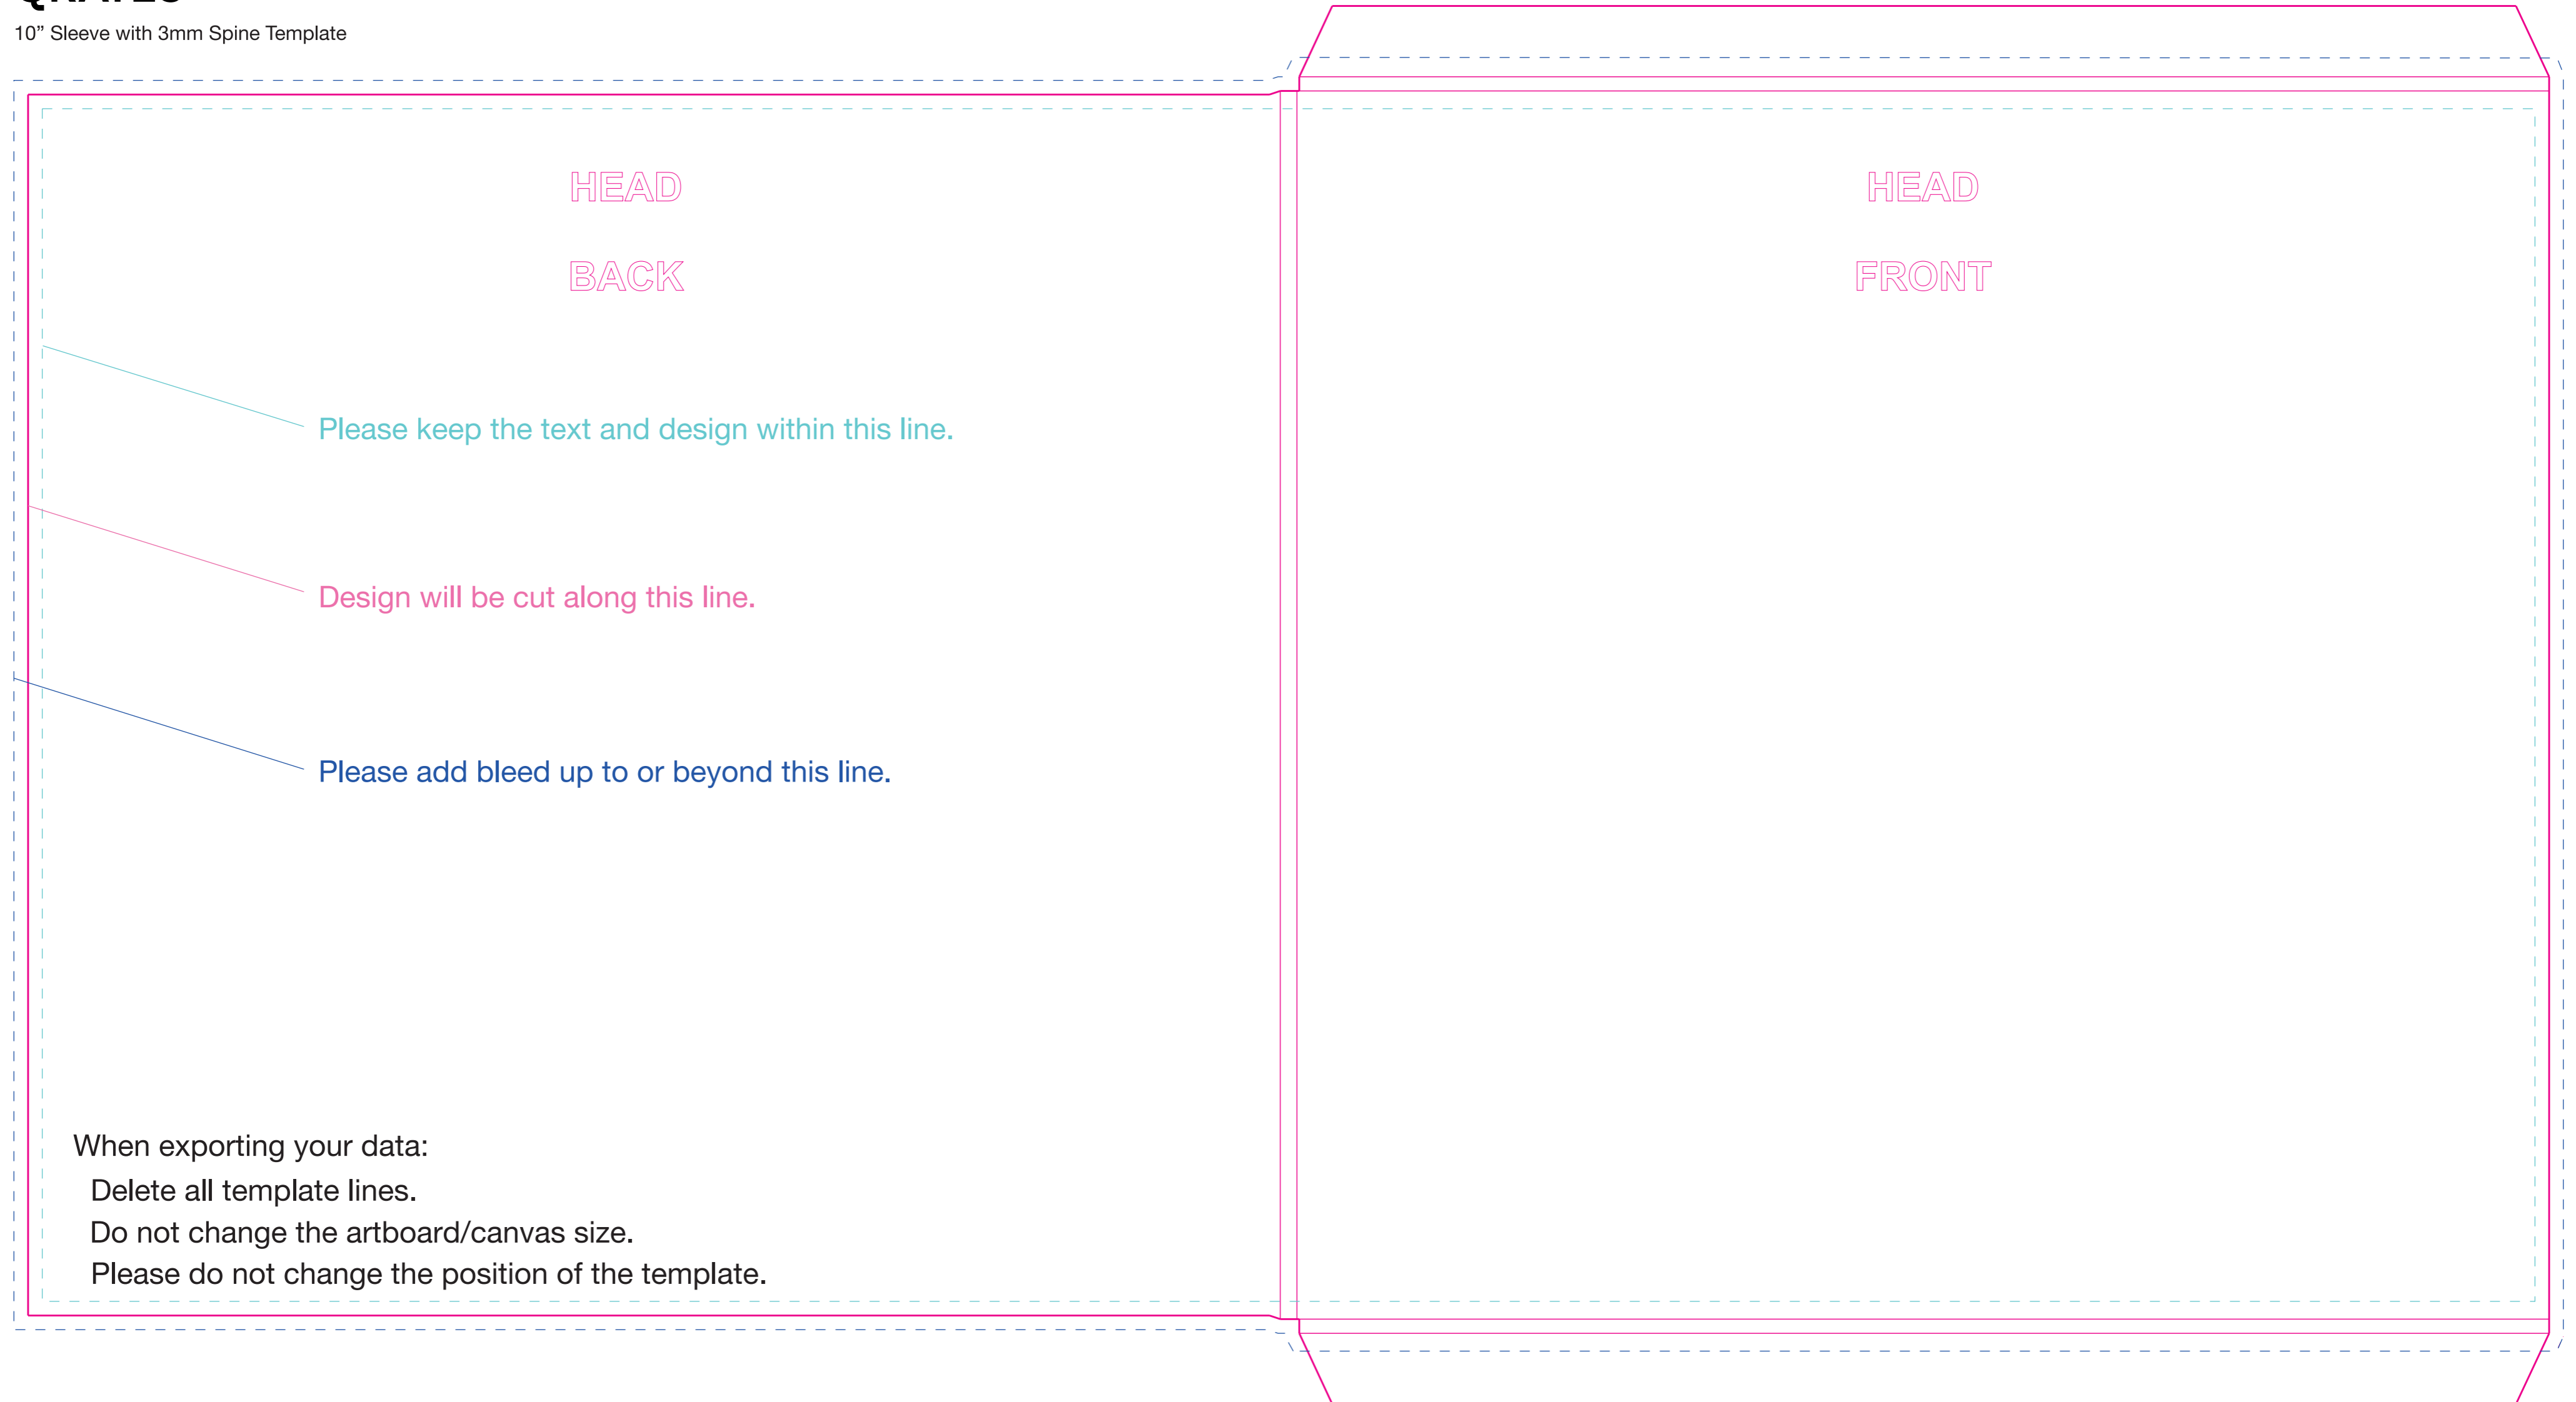 10” Sleeve with 3mm Spine Template
HEAD
BACK
HEAD
FRONT
Please keep the text and design within this line.
Design will be cut along this line.
Please add bleed up to or beyond this line.
When exporting your data:
Delete all template lines.
Do not change the artboard/canvas size.
Please do not change the position of the template.